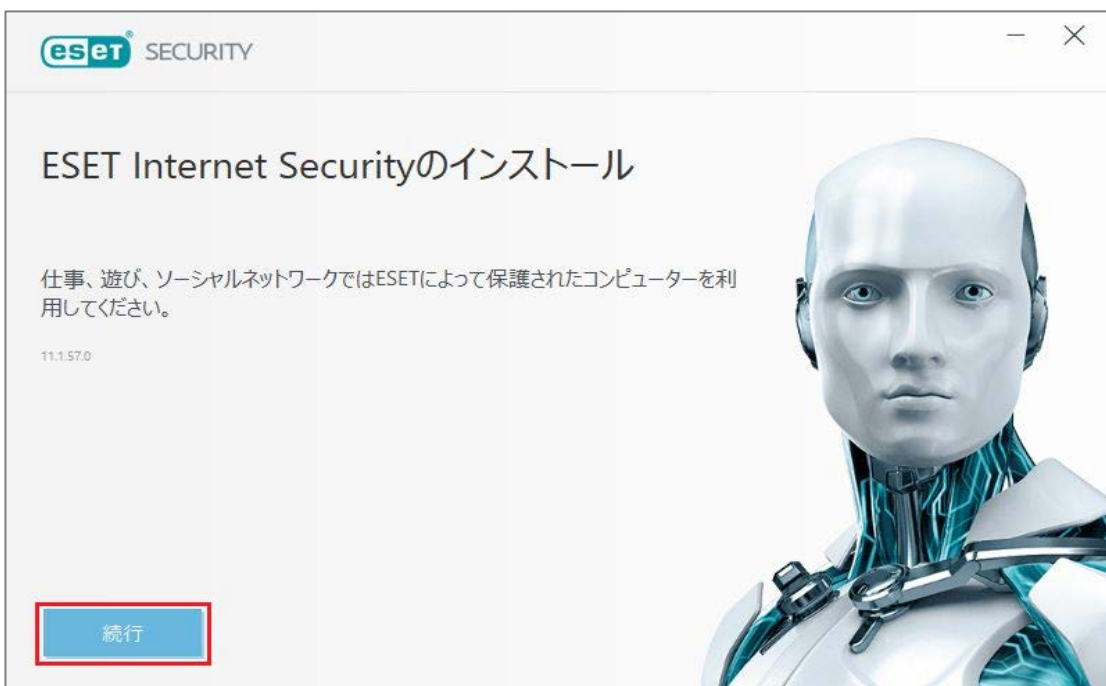 eset® SECURITY
ESET Internet Securityのインストール
仕事、遊び、ソーシャルネットワークではESETによって保護されたコンピューターを利
用してください。
11.1.57.0
続行